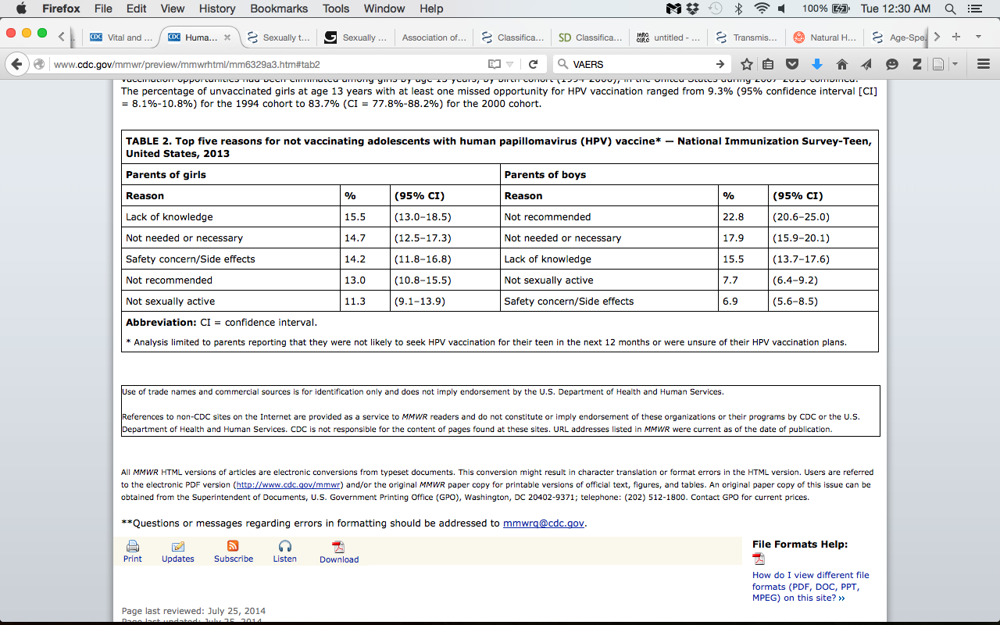 Firefox File Edit View History Bookmarks Tools Window Help 100% Tue 12:30 AM
CDC Vital and ... CDC Huma... Sexually t... Sexually ... Association of... Classifica... SD Classifica... IARC CIRC untitled - ... Transmis... Natural H... Age-Spe.
www.cdc.gov/mmwr/preview/mmwrhtml/mm6329a3.htm#tab2 VAERS
vaccination opportunities had been eliminated among girls by age 13 years, by birth cohort (1994–2000), in the United States during 2007–2013 combined.
The percentage of unvaccinated girls at age 13 years with at least one missed opportunity for HPV vaccination ranged from 9.3% (95% confidence interval [CI]
= 8.1%-10.8%) for the 1994 cohort to 83.7% (CI = 77.8%-88.2%) for the 2000 cohort.
TABLE 2. Top five reasons for not vaccinating adolescents with human papillomavirus (HPV) vaccine* — National Immunization Survey-Teen,
United States, 2013
Parents of girls Parents of boys
Reason % (95% CI) Reason % (95% CI)
Lack of knowledge 15.5 (13.0–18.5) Not recommended 22.8 (20.6–25.0)
Not needed or necessary 14.7 (12.5–17.3) Not needed or necessary 17.9 (15.9–20.1)
Safety concern/Side effects 14.2 (11.8–16.8) Lack of knowledge 15.5 (13.7–17.6)
Not recommended 13.0 (10.8–15.5) Not sexually active 7.7 (6.4–9.2)
Not sexually active 11.3 (9.1–13.9) Safety concern/Side effects 6.9 (5.6–8.5)
Abbreviation: CI = confidence interval.
* Analysis limited to parents reporting that they were not likely to seek HPV vaccination for their teen in the next 12 months or were unsure of their HPV vaccination plans.
Use of trade names and commercial sources is for identification only and does not imply endorsement by the U.S. Department of Health and Human Services.
References to non-CDC sites on the Internet are provided as a service to MMWR readers and do not constitute or imply endorsement of these organizations or their programs by CDC or the U.S.
Department of Health and Human Services. CDC is not responsible for the content of pages found at these sites. URL addresses listed in MMWR were current as of the date of publication.
All MMWR HTML versions of articles are electronic conversions from typeset documents. This conversion might result in character translation or format errors in the HTML version. Users are referred
to the electronic PDF version (http://www.cdc.gov/mmwr) and/or the original MMWR paper copy for printable versions of official text, figures, and tables. An original paper copy of this issue can be
obtained from the Superintendent of Documents, U.S. Government Printing Office (GPO), Washington, DC 20402-9371; telephone: (202) 512-1800. Contact GPO for current prices.
**Questions or messages regarding errors in formatting should be addressed to mmwrq@cdc.gov.
Print Updates Subscribe Listen Download
File Formats Help:
How do I view different file
formats (PDF, DOC, PPT,
MPEG) on this site? »
Page last reviewed: July 25, 2014
Page last updated: July 25, 2014